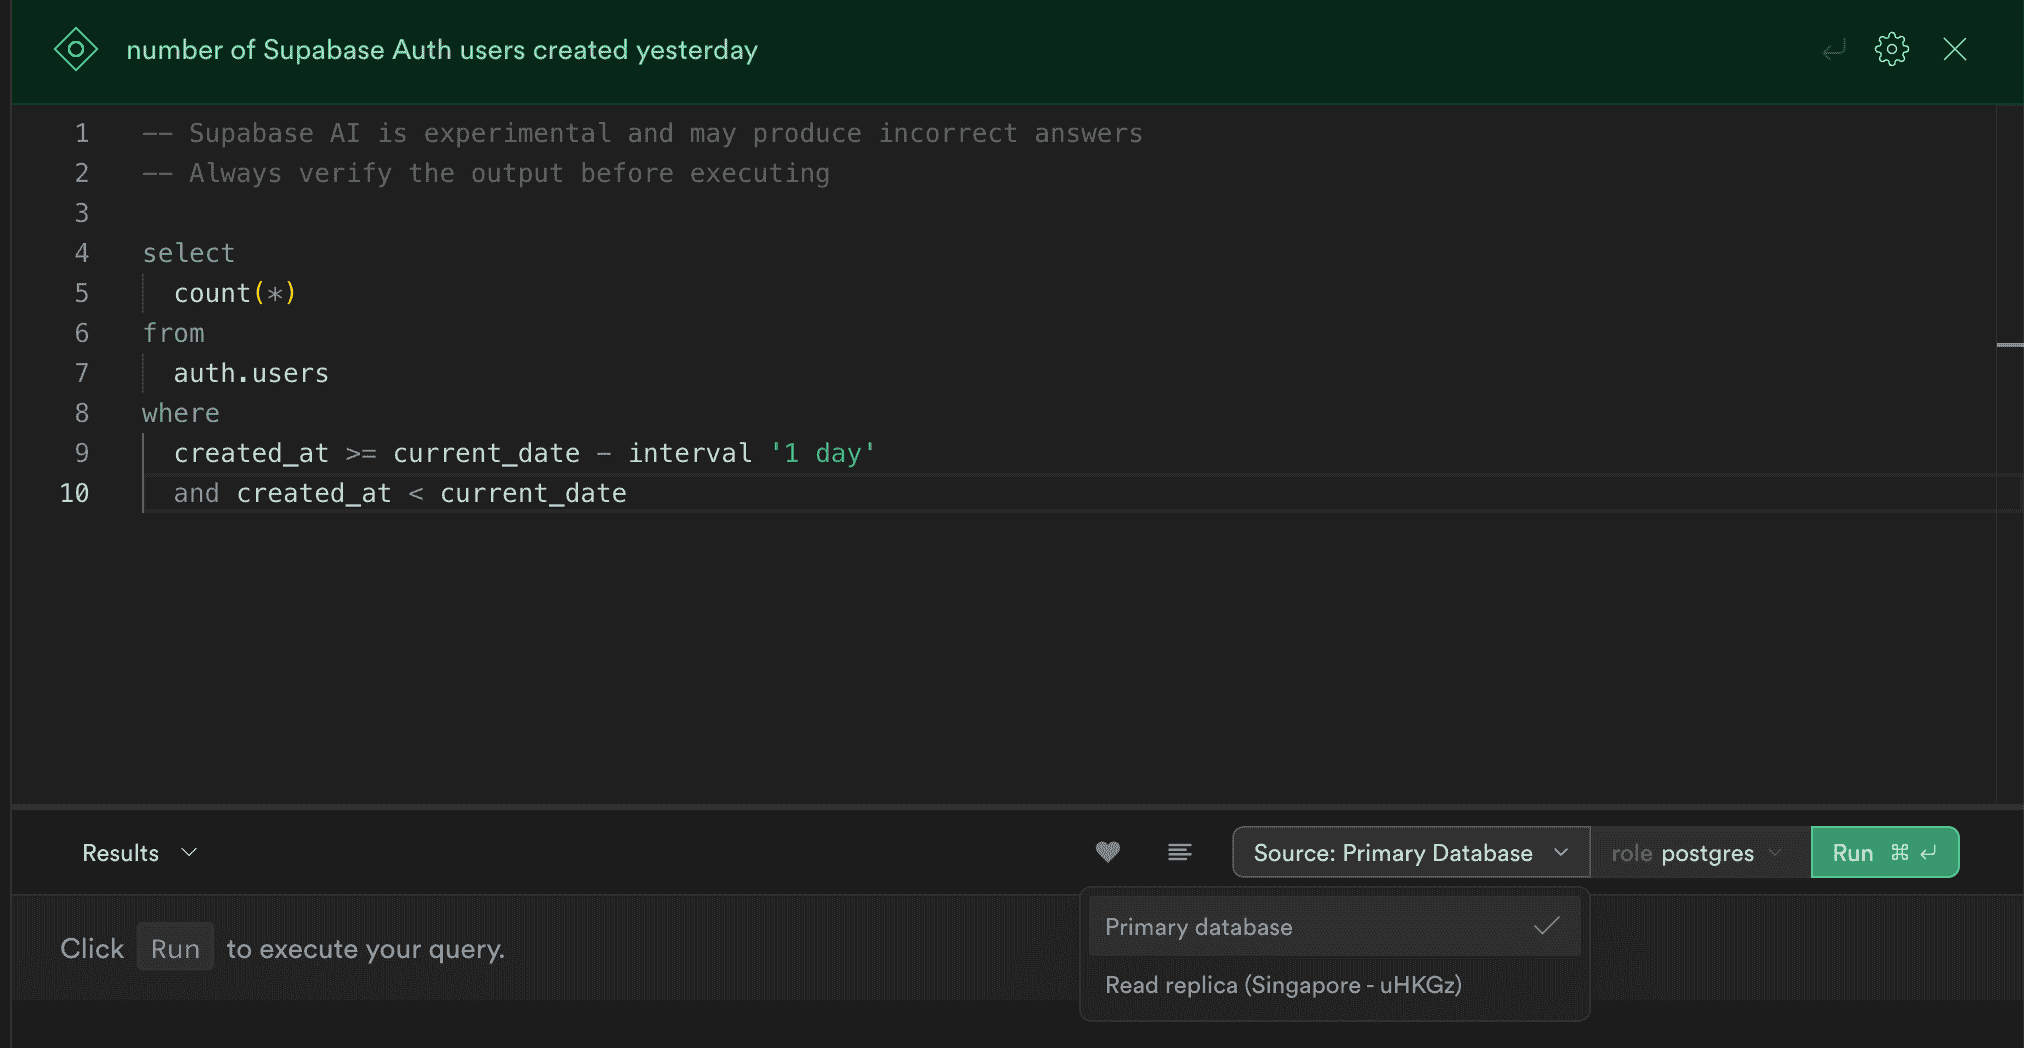 number of Supabase Auth users created yesterday
1 -- Supabase AI is experimental and may produce incorrect answers
2 -- Always verify the output before executing
3
4 select
5 count(*)
6 from
7 auth.users
8 where
9 created_at >= current_date - interval '1 day'
10 and created_at < current_date
Results
Source: Primary Database
role postgres
Run ⌘ ↵
Primary database
Read replica (Singapore - uHKGz)
Click Run to execute your query.